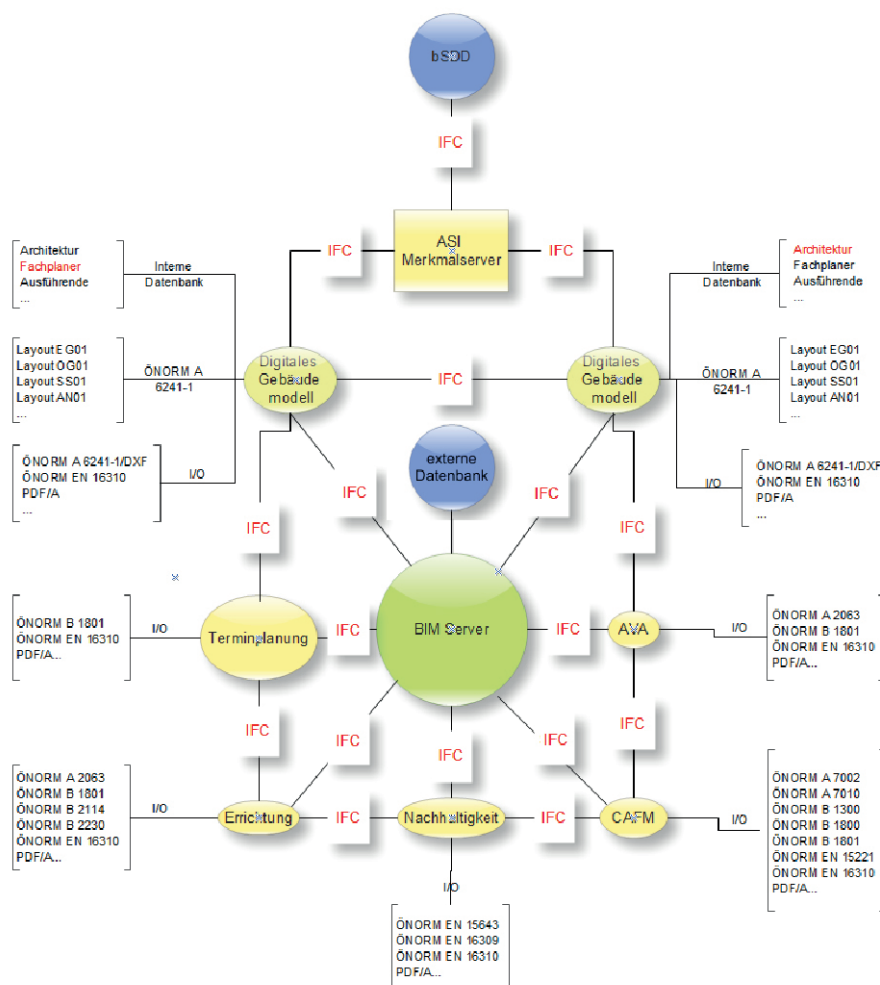 bSDD
IFC
ASI
Merkmalserver
IFC
IFC
Architektur
Fachplaner
Ausführende
...
Interne
Datenbank
Interne
Datenbank
Architektur
Fachplaner
Ausführende
...
Layout EG01
Layout OG01
Layout SS01
Layout AN01
...
ÖNORM A
6241-1
Digitales
Gebäude
modell
IFC
Digitales
Gebäude
modell
ÖNORM A
6241-1
Layout EG01
Layout OG01
Layout SS01
Layout AN01
...
ÖNORM A 6241-1/DXF
ÖNORM EN 16310
PDF/A
...
I/O
externe
Datenbank
I/O
ÖNORM A 6241-1/DXF
ÖNORM EN 16310
PDF/A
...
IFC
IFC
IFC
IFC
ÖNORM B 1801
ÖNORM EN 16310
PDF/A...
I/O
Terminplanung
IFC
BIM Server
IFC
AVA
I/O
ÖNORM A 2063
ÖNORM B 1801
ÖNORM EN 16310
PDF/A...
IFC
IFC
IFC
IFC
IFC
ÖNORM A 2063
ÖNORM B 1801
ÖNORM B 2114
ÖNORM B 2230
ÖNORM EN 16310
PDF/A...
I/O
Errichtung
IFC
Nachhaltigkeit
IFC
CAFM
I/O
ÖNORM A 7002
ÖNORM A 7010
ÖNORM B 1300
ÖNORM B 1800
ÖNORM B 1801
ÖNORM EN 15221
ÖNORM EN 16310
PDF/A...
I/O
ÖNORM EN 15643
ÖNORM EN 16309
ÖNORM EN 16310
PDF/A...